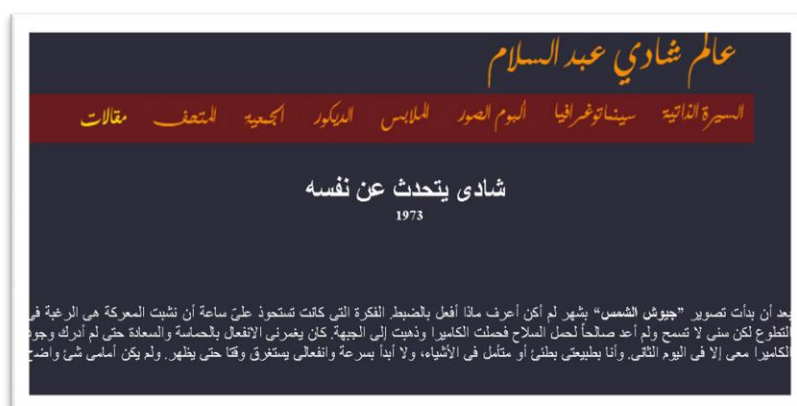 عالم شادي عبد السلام
السيرة الذاتية سينماتوغرافيا ألبوم الصور الملابس الديكور الجمعية المتحف مقالات
شادى يتحدث عن نفسه
1973
بعد أن بدأت تصوير "جيوش الشمس" بشهر لم أكن أعرف ماذا أفعل بالضبط. الفكرة التي كانت تستحوذ علىّ ساعة أن نشبت المعركة هى الرغبة فى
التطوع لكن سنى لا تسمح ولم أعد صالحاً لحمل السلاح فحملت الكاميرا وذهبت إلى الجبهة. كان يغمرنى الانفعال بالحماسة والسعادة حتى لم أدرك وجود
الكاميرا معى إلا فى اليوم الثانى. وأنا بطبيعتى بطئ أو متأمل فى الأشياء، ولا أبدأ بسرعة وانفعالى يستغرق وقتا حتى يظهر. ولم يكن أمامى شئ واضح